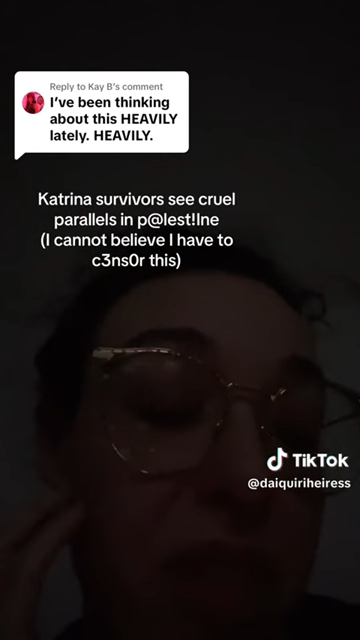 Reply to Kay B's comment
I've been thinking
about this HEAVILY
lately. HEAVILY.
Katrina survivors see cruel
parallels in p@lest!lne
(I cannot believe I have to
c3ns0r this)
TikTok
@daiquiriheiress